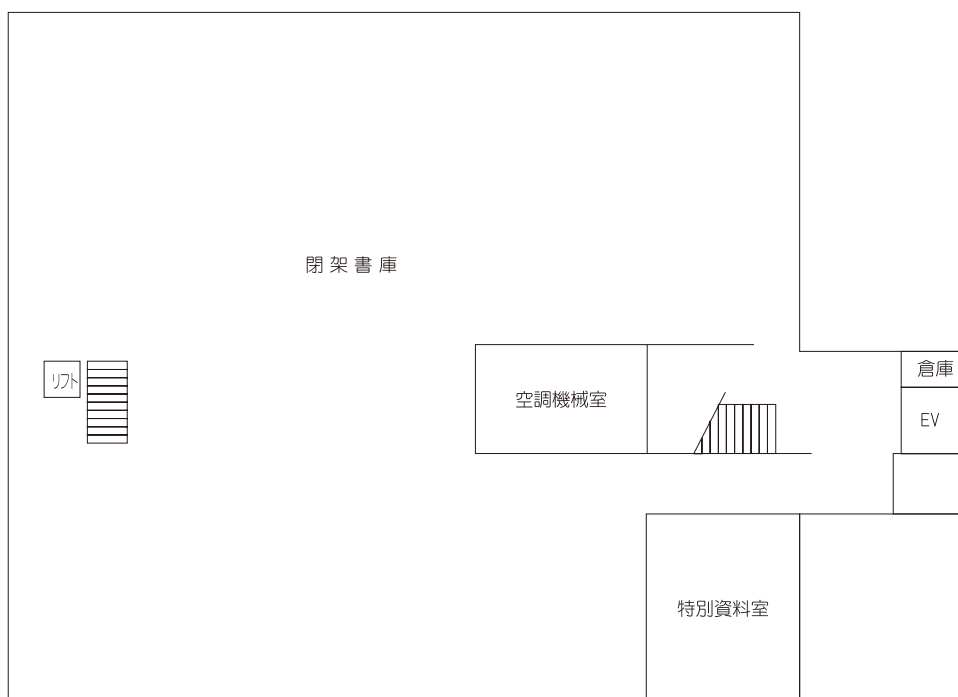 閉架書庫
倉庫
リフト
空調機械室
EV
特別資料室